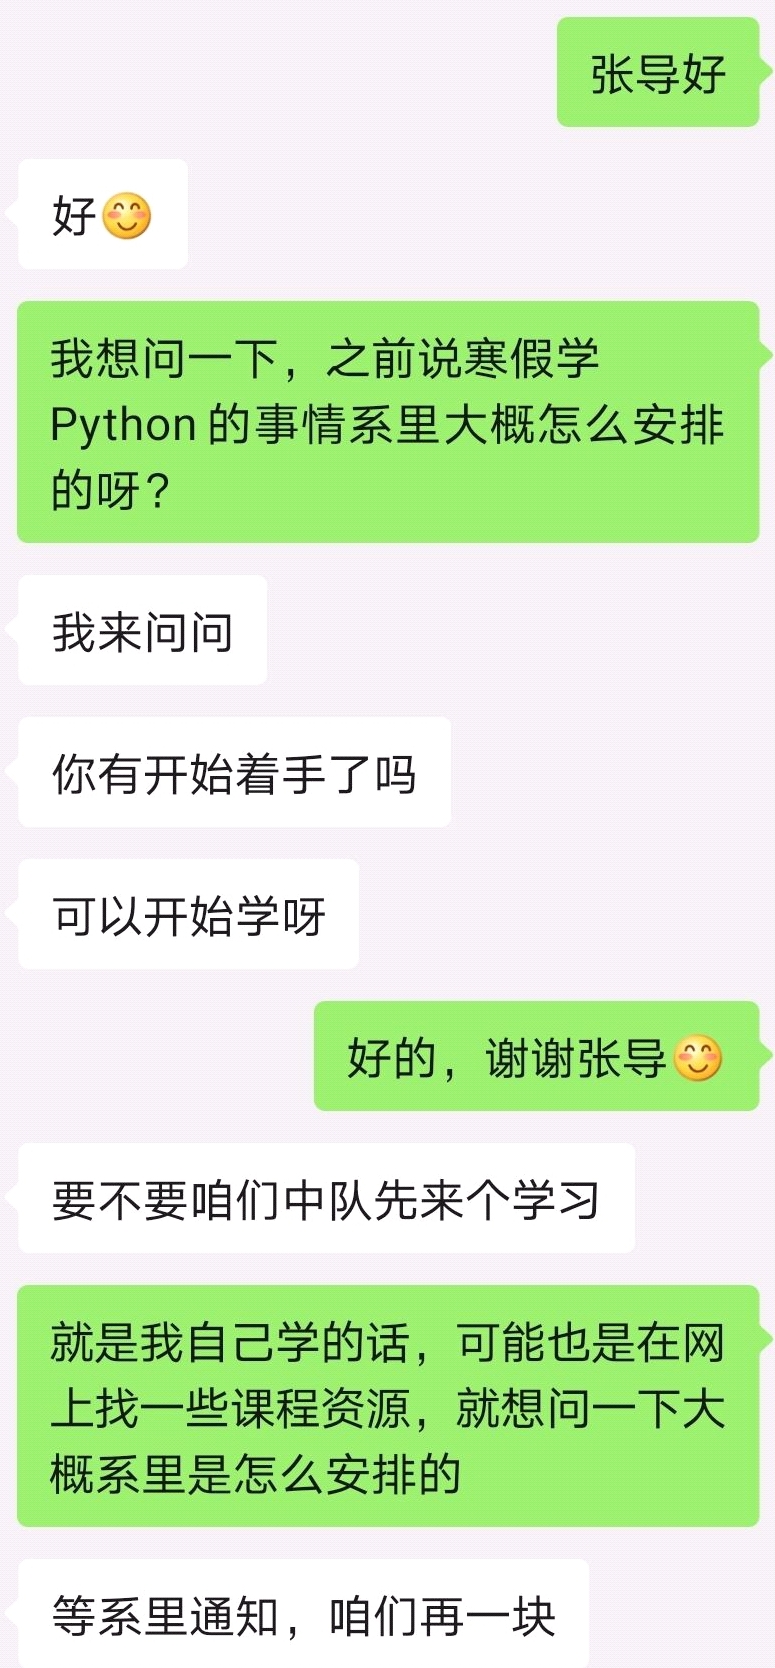 张导好
好😊
我想问一下，之前说寒假学
Python的事情系里大概怎么安排
的呀？
我来问问
你有开始着手了吗
可以开始学呀
好的，谢谢张导😊
要不要咱们中队先来个学习
就是我自己学的话，可能也是在网
上找一些课程资源，就想问一下大
概系里是怎么安排的
等系里通知，咱们再一块